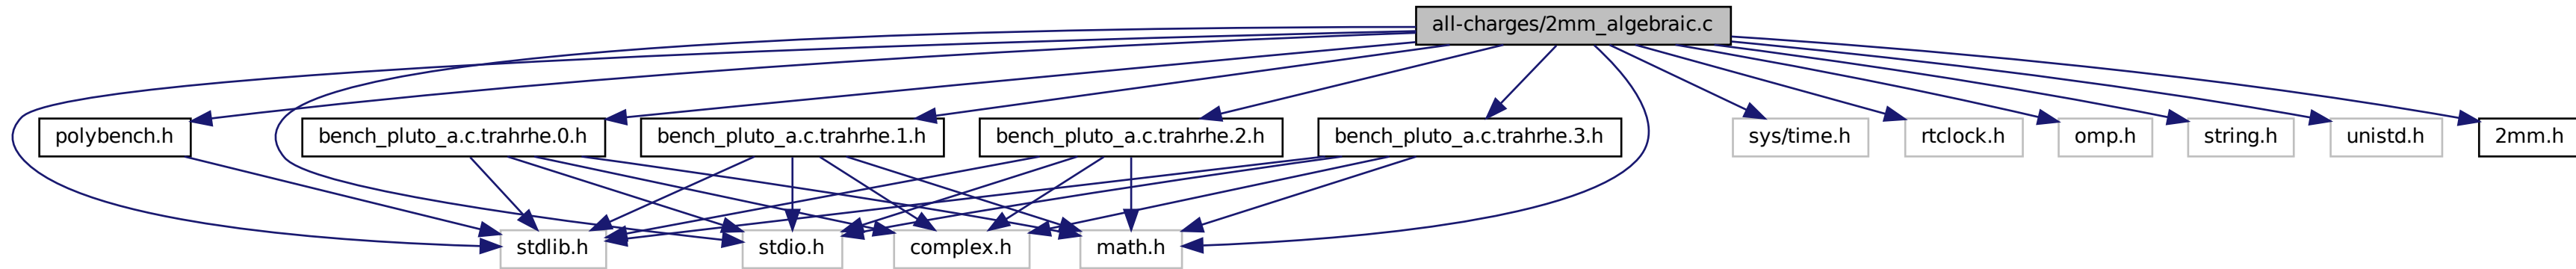 all-charges/2mm_algebraic.c
polybench.h
bench_pluto_a.c.trahrhe.0.h
bench_pluto_a.c.trahrhe.1.h
bench_pluto_a.c.trahrhe.2.h
bench_pluto_a.c.trahrhe.3.h
sys/time.h
rtclock.h
omp.h
string.h
unistd.h
2mm.h
stdlib.h
stdio.h
complex.h
math.h